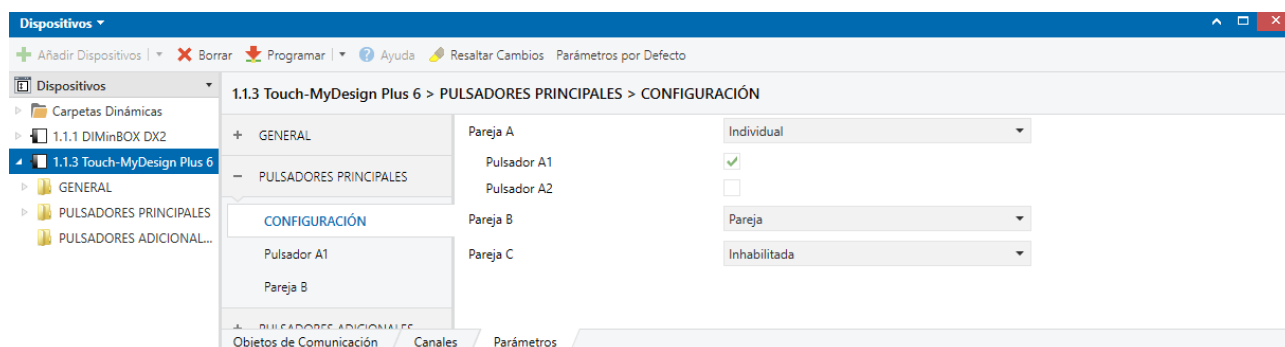 Dispositivos
Añadir Dispositivos Borrar Programar Ayuda Resaltar Cambios Parámetros por Defecto
Dispositivos
Carpetas Dinámicas
1.1.1 DIMinBOX DX2
1.1.3 Touch-MyDesign Plus 6
GENERAL
PULSADORES PRINCIPALES
PULSADORES ADICIONAL...
1.1.3 Touch-MyDesign Plus 6 > PULSADORES PRINCIPALES > CONFIGURACIÓN
+ GENERAL
− PULSADORES PRINCIPALES
CONFIGURACIÓN
Pulsador A1
Pareja B
+ PULSADORES ADICIONALES
Pareja A Individual
Pulsador A1
Pulsador A2
Pareja B Pareja
Pareja C Inhabilitada
Objetos de Comunicación Canales Parámetros